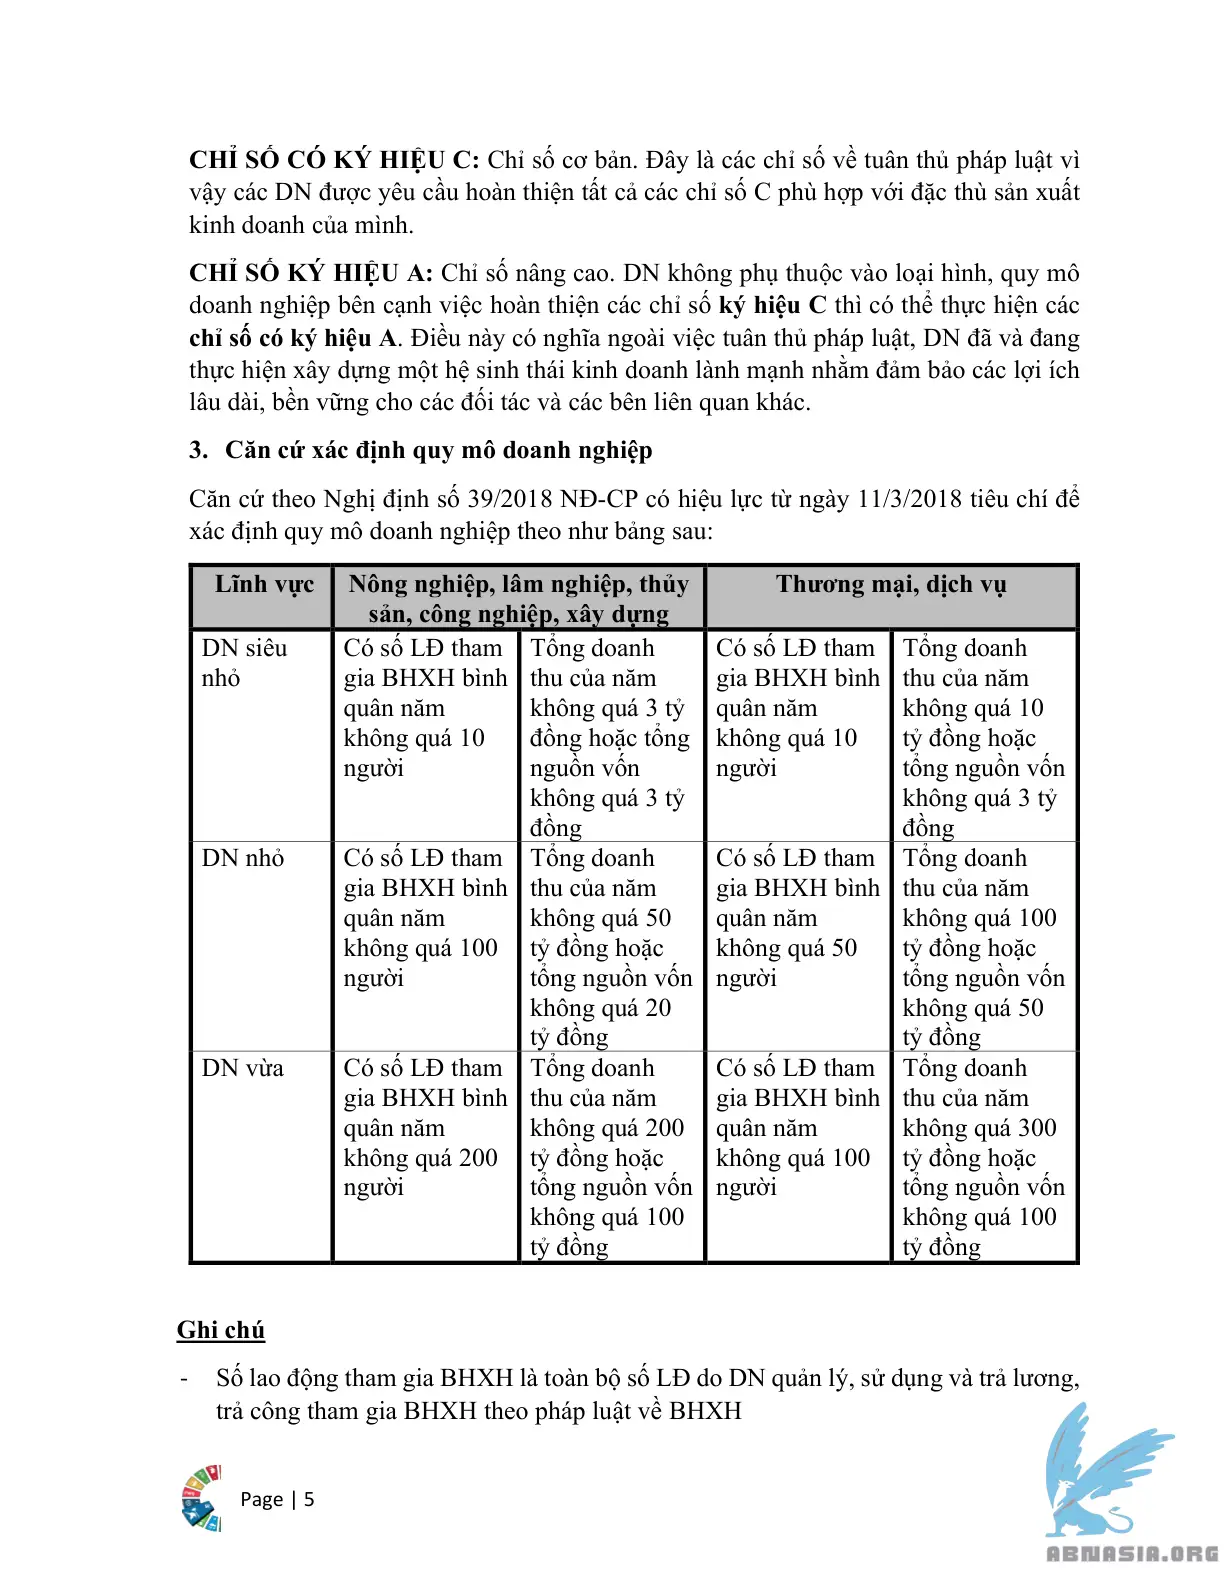 CHỈ SỐ CÓ KÝ HIỆU C: Chỉ số cơ bản. Đây là các chỉ số về tuân thủ pháp luật vì
vậy các DN được yêu cầu hoàn thiện tất cả các chỉ số C phù hợp với đặc thù sản xuất
kinh doanh của mình.
CHỈ SỐ KÝ HIỆU A: Chỉ số nâng cao. DN không phụ thuộc vào loại hình, quy mô
doanh nghiệp bên cạnh việc hoàn thiện các chỉ số ký hiệu C thì có thể thực hiện các
chỉ số có ký hiệu A. Điều này có nghĩa ngoài việc tuân thủ pháp luật, DN đã và đang
thực hiện xây dựng một hệ sinh thái kinh doanh lành mạnh nhằm đảm bảo các lợi ích
lâu dài, bền vững cho các đối tác và các bên liên quan khác.
3. Căn cứ xác định quy mô doanh nghiệp
Căn cứ theo Nghị định số 39/2018 NĐ-CP có hiệu lực từ ngày 11/3/2018 tiêu chí để
xác định quy mô doanh nghiệp theo như bảng sau:
Lĩnh vực
Nông nghiệp, lâm nghiệp, thủy
sản, công nghiệp, xây dựng
Thương mại, dịch vụ
DN siêu
nhỏ
Có số LĐ tham
gia BHXH bình
quân năm
không quá 10
người
Tổng doanh
thu của năm
không quá 3 tỷ
đồng hoặc tổng
nguồn vốn
không quá 3 tỷ
đồng
Có số LĐ tham
gia BHXH bình
quân năm
không quá 10
người
Tổng doanh
thu của năm
không quá 10
tỷ đồng hoặc
tổng nguồn vốn
không quá 3 tỷ
đồng
DN nhỏ
Có số LĐ tham
gia BHXH bình
quân năm
không quá 100
người
Tổng doanh
thu của năm
không quá 50
tỷ đồng hoặc
tổng nguồn vốn
không quá 20
tỷ đồng
Có số LĐ tham
gia BHXH bình
quân năm
không quá 50
người
Tổng doanh
thu của năm
không quá 100
tỷ đồng hoặc
tổng nguồn vốn
không quá 50
tỷ đồng
DN vừa
Có số LĐ tham
gia BHXH bình
quân năm
không quá 200
người
Tổng doanh
thu của năm
không quá 200
tỷ đồng hoặc
tổng nguồn vốn
không quá 100
tỷ đồng
Có số LĐ tham
gia BHXH bình
quân năm
không quá 100
người
Tổng doanh
thu của năm
không quá 300
tỷ đồng hoặc
tổng nguồn vốn
không quá 100
tỷ đồng
Ghi chú
- Số lao động tham gia BHXH là toàn bộ số LĐ do DN quản lý, sử dụng và trả lương,
trả công tham gia BHXH theo pháp luật về BHXH
Page | 5
ABNASIA.ORG